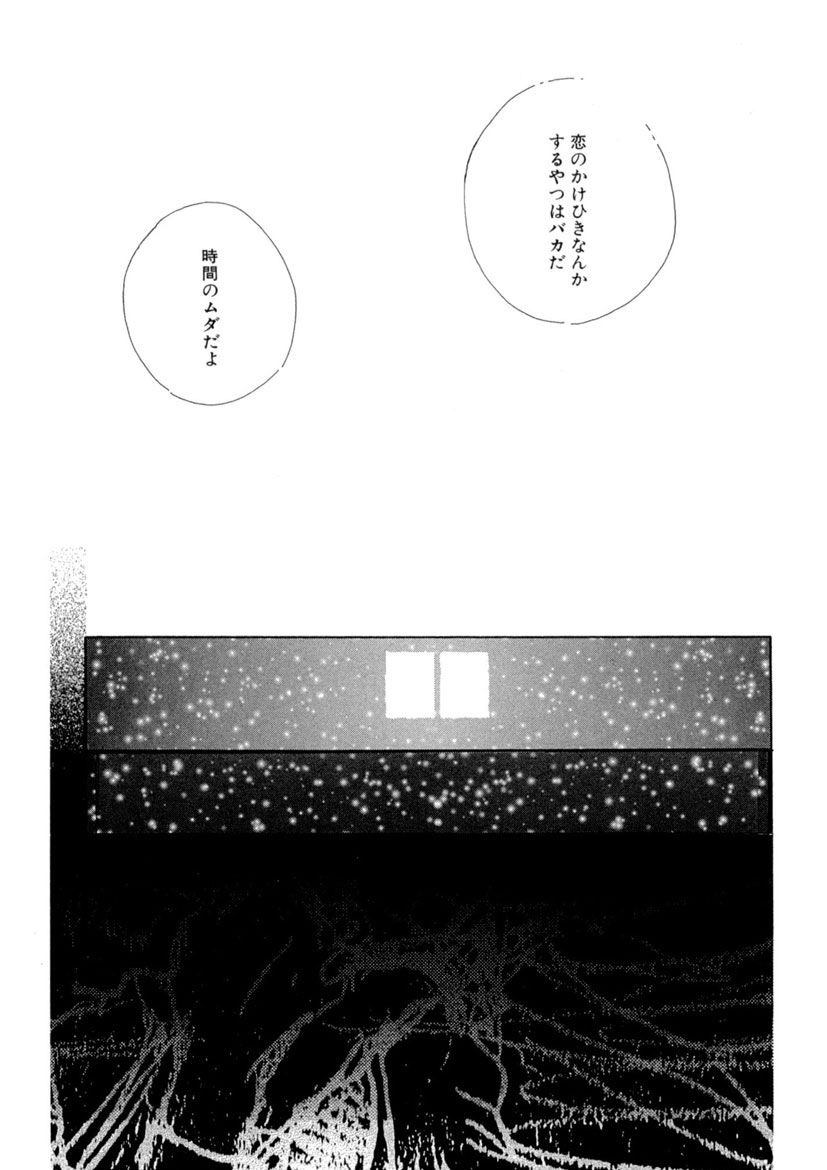 恋のかけひきなんか
するやつはバカだ
時間のムダだよ